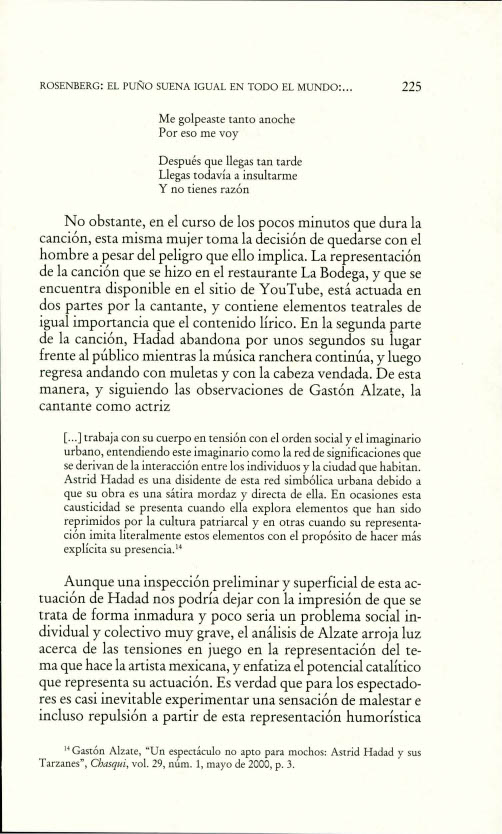 ROSENBERG: EL PUÑO SUENA IGUAL EN TODO EL MUNDO:... 225
Me golpeaste tanto anoche
Por eso me voy
Después que llegas tan tarde
Llegas todavía a insultarme
Y no tienes razón
No obstante, en el curso de los pocos minutos que dura la
canción, esta misma mujer toma la decisión de quedarse con el
hombre a pesar del peligro que ello implica. La representación
de la canción que se hizo en el restaurante La Bodega, y que se
encuentra disponible en el sitio de YouTube, está actuada en
dos partes por la cantante, y contiene elementos teatrales de
igual importancia que el contenido lírico. En la segunda parte
de la canción, Hadad abandona por unos segundos su lugar
frente al público mientras la música ranchera continúa, y luego
regresa andando con muletas y con la cabeza vendada. De esta
manera, y siguiendo las observaciones de Gastón Alzate, la
cantante como actriz
[...] trabaja con su cuerpo en tensión con el orden social y el imaginario
urbano, entendiendo este imaginario como la red de significaciones que
se derivan de la interacción entre los individuos y la ciudad que habitan.
Astrid Hadad es una disidente de esta red simbólica urbana debido a
que su obra es una sátira mordaz y directa de ella. En ocasiones esta
causticidad se presenta cuando ella explora elementos que han sido
reprimidos por la cultura patriarcal y en otras cuando su representa-
ción imita literalmente estos elementos con el propósito de hacer más
explícita su presencia.¹⁴
Aunque una inspección preliminar y superficial de esta ac-
tuación de Hadad nos podría dejar con la impresión de que se
trata de forma inmadura y poco seria un problema social in-
dividual y colectivo muy grave, el análisis de Alzate arroja luz
acerca de las tensiones en juego en la representación del te-
ma que hace la artista mexicana, y enfatiza el potencial catalítico
que representa su actuación. Es verdad que para los espectado-
res es casi inevitable experimentar una sensación de malestar e
incluso repulsión a partir de esta representación humorística
¹⁴ Gastón Alzate, "Un espectáculo no apto para mochos: Astrid Hadad y sus
Tarzanes", Chasqui, vol. 29, núm. 1, mayo de 2000, p. 3.